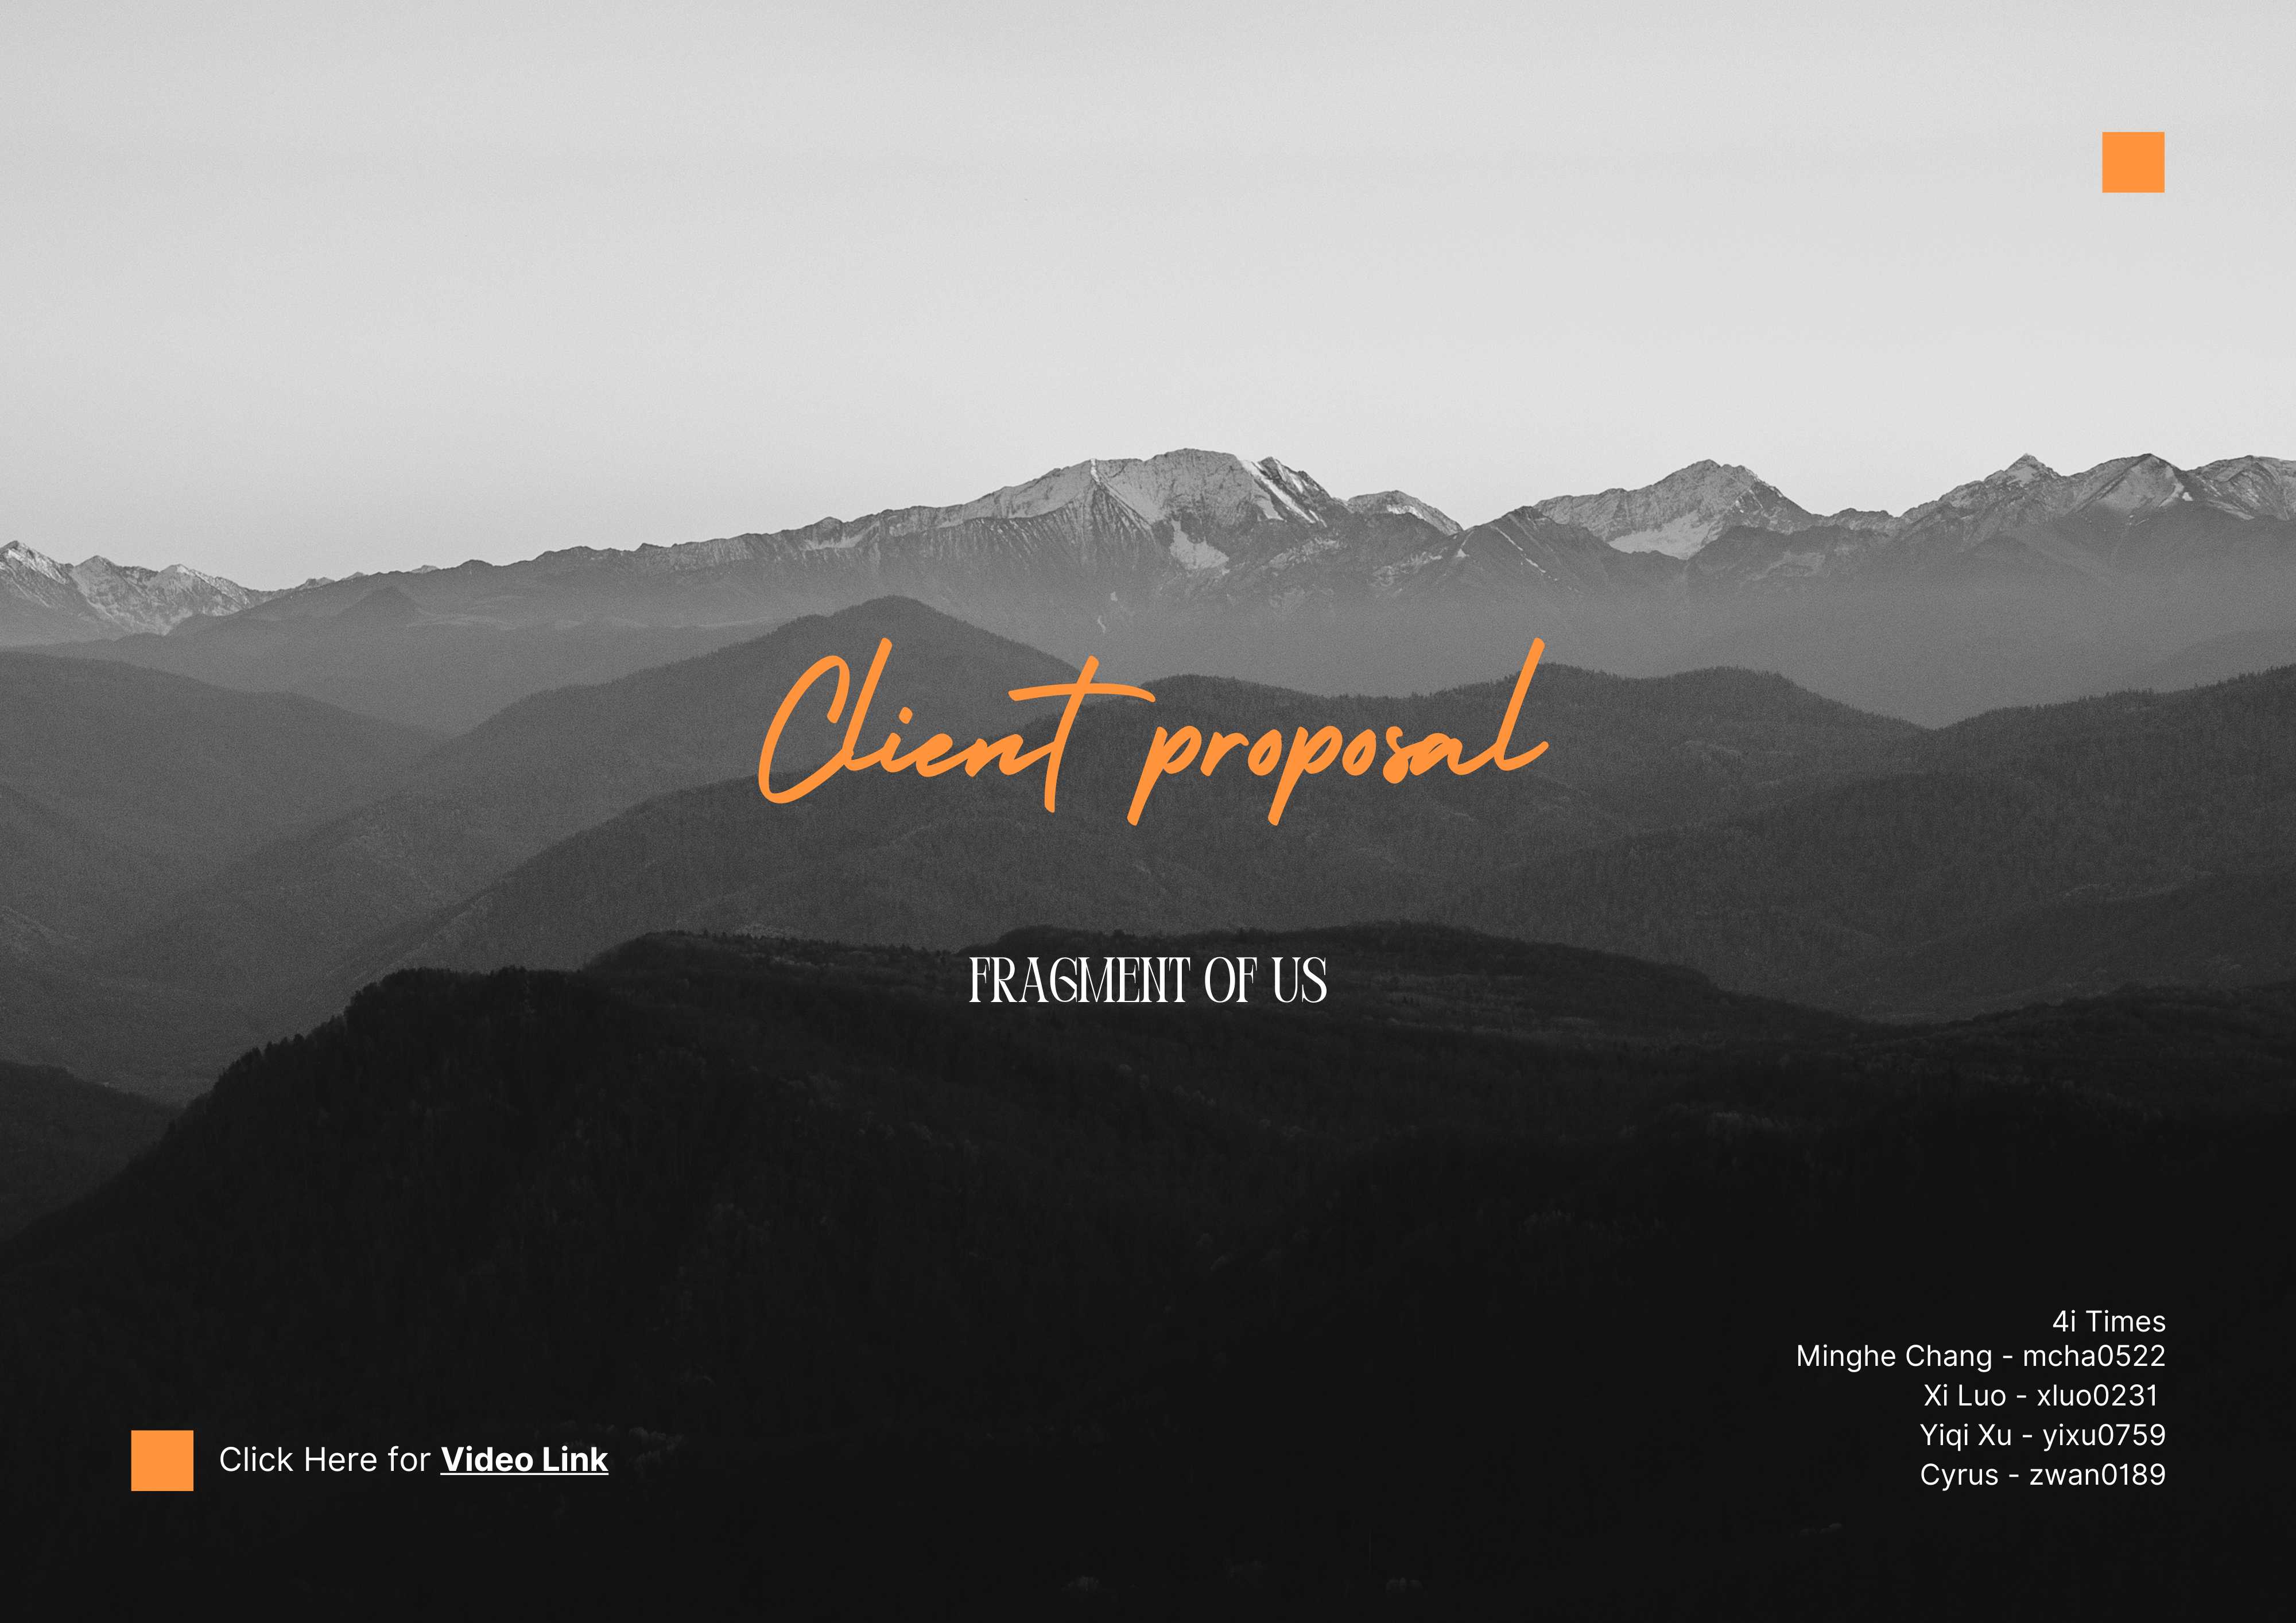 Client proposal
FRAGMENT OF US
4i Times
Minghe Chang - mcha0522
Xi Luo - xluo0231
Yiqi Xu - yixu0759
Cyrus - zwan0189
Click Here for Video Link